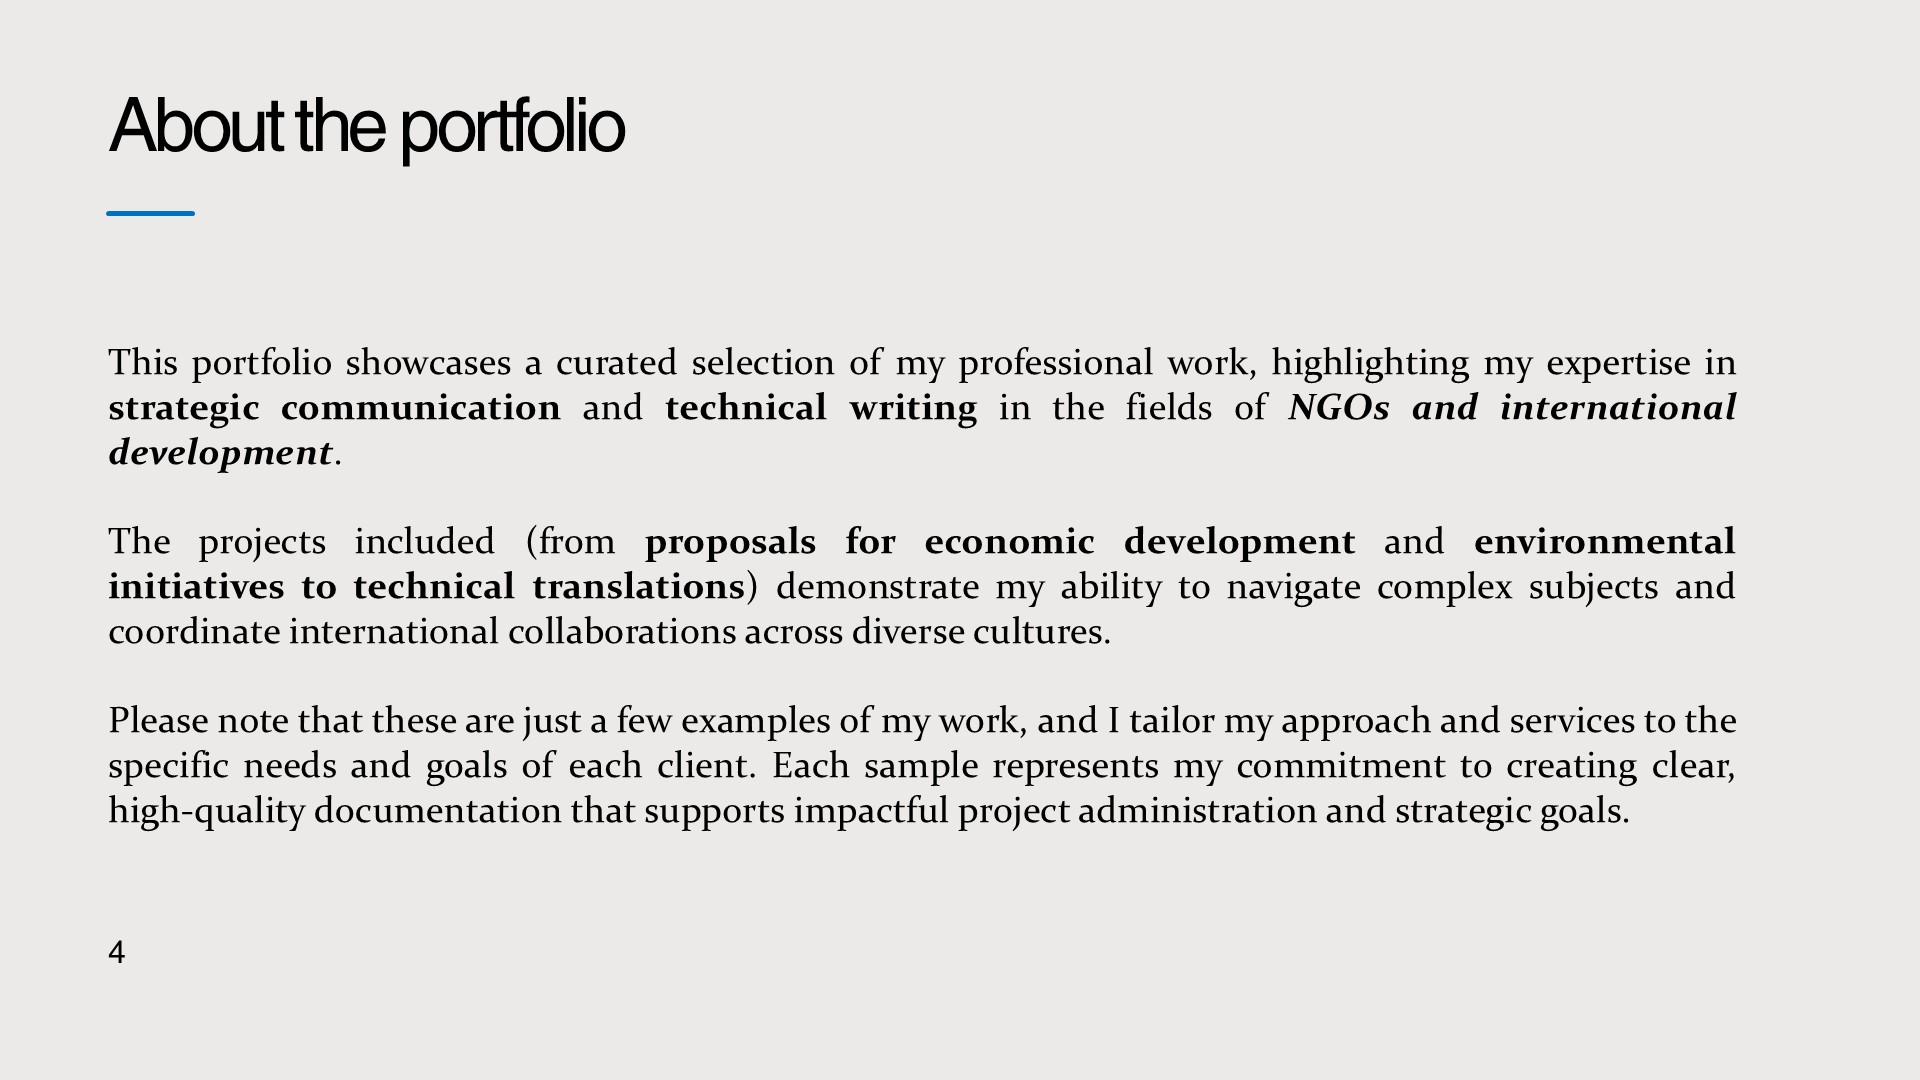 About the portfolio
This portfolio showcases a curated selection of my professional work, highlighting my expertise in
strategic communication and technical writing in the fields of NGOs and international
development.
The projects included (from proposals for economic development and environmental
initiatives to technical translations) demonstrate my ability to navigate complex subjects and
coordinate international collaborations across diverse cultures.
Please note that these are just a few examples of my work, and I tailor my approach and services to the
specific needs and goals of each client. Each sample represents my commitment to creating clear,
high-quality documentation that supports impactful project administration and strategic goals.
4